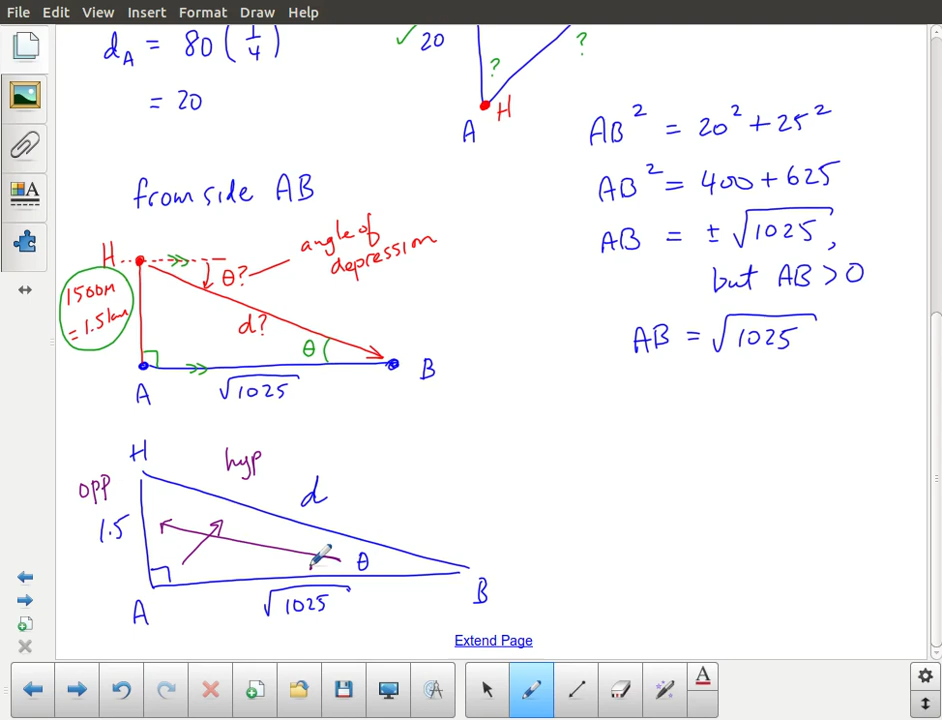 File Edit View Insert Format Draw Help
d_A = 80 (1/4)
= 20
✓ 20
?
?
A H
AB² = 20² + 25²
AB² = 400 + 625
AB = ± √1025,
but AB > 0
AB = √1025
from side AB
H
1500m
= 1.5km
θ?
angle of
depression
d?
θ
A
√1025
B
H
hyp
opp
d
1.5
θ
A
√1025
B
Extend Page
A